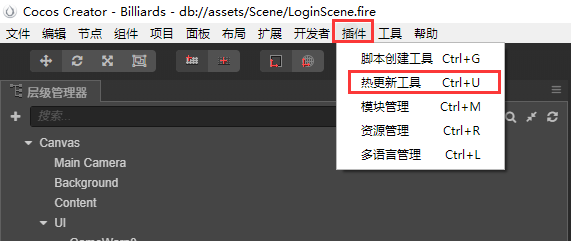 Cocos Creator - Billiards - db://assets/Scene/LoginScene.fire
文件 编辑 节点 组件 项目 面板 布局 扩展 开发者 插件 工具 帮助
脚本创建工具 Ctrl+G
热更新工具 Ctrl+U
模块管理 Ctrl+M
资源管理 Ctrl+R
多语言管理 Ctrl+L
层级管理器
搜索...
Canvas
Main Camera
Background
Content
UI